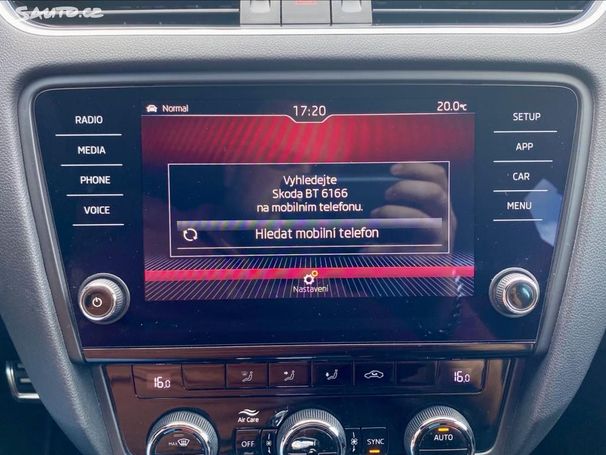 SAUTO.CZ
Normal
17:20
20.0°C
RADIO
MEDIA
PHONE
VOICE
SETUP
APP
CAR
MENU
Vyhledejte
Skoda BT 6166
na mobilním telefonu.
Hledat mobilní telefon
Nastavení
16.0
16.0
Air Care
MAX
OFF
SYNC
AUTO